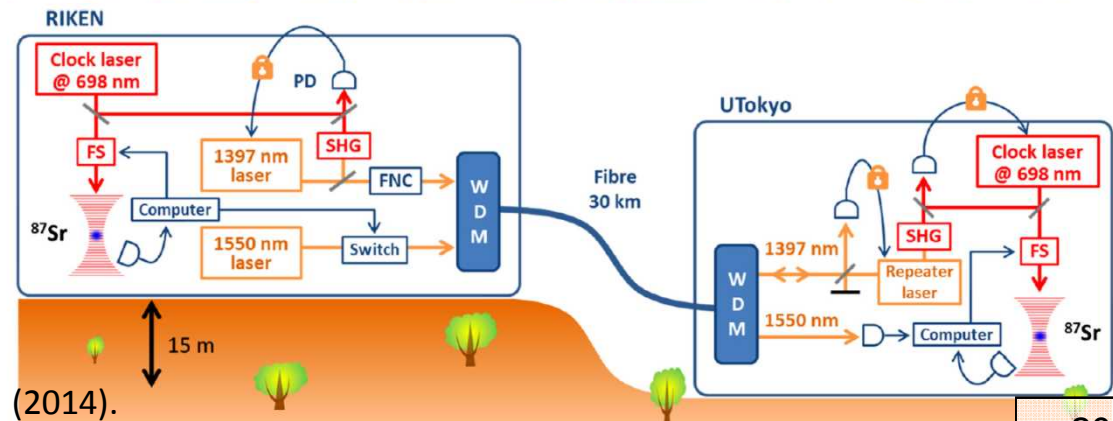 RIKEN
Clock laser
@ 698 nm
PD
FS
1397 nm
laser
SHG
FNC
W
D
M
Computer
87Sr
1550 nm
laser
Switch
Fibre
30 km
15 m
(2014).
UTokyo
Clock laser
@ 698 nm
W
D
M
1397 nm
SHG
Repeater
laser
FS
1550 nm
Computer
87Sr